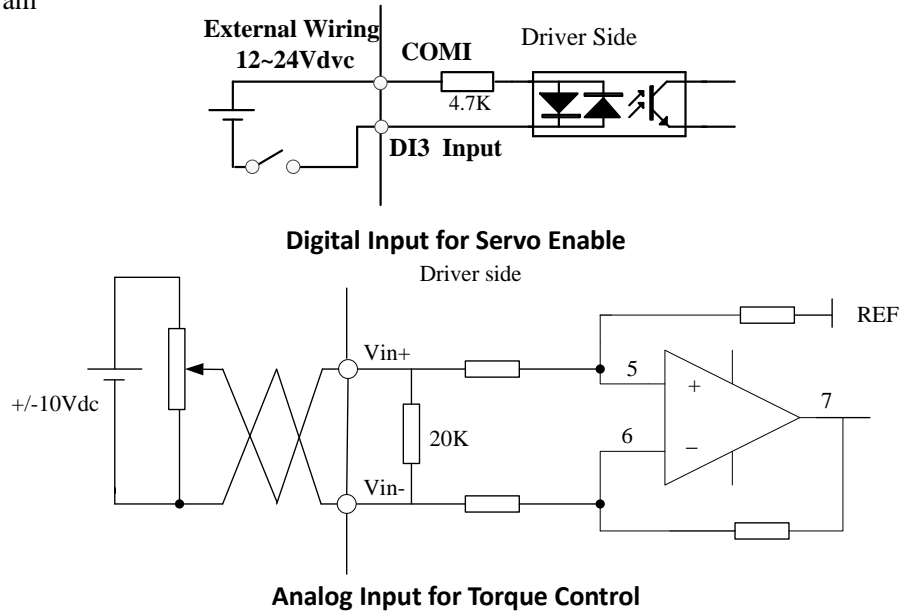 External Wiring
12~24Vdvc
COMI
Driver Side
4.7K
DI3 Input
Digital Input for Servo Enable
Driver side
REF
Vin+
5
+
7
+/-10Vdc
20K
6
−
Vin-
Analog Input for Torque Control